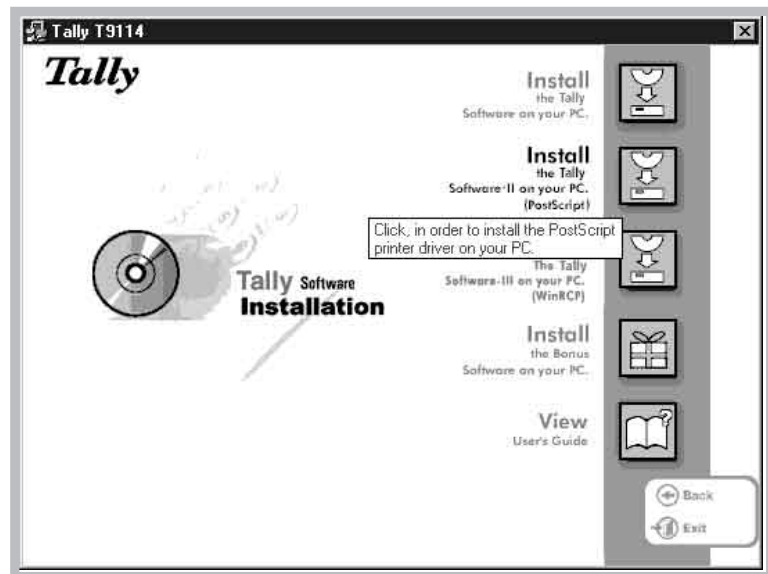 Tally T9114
Tally
Install
the Tally
Software on your PC.
Install
the Tally
Software-II on your PC.
(PostScript)
Click, in order to install the PostScript
printer driver on your PC.
The Tally
Software-III on your PC.
(WinRCP)
Tally Software
Installation
Install
the Bonus
Software on your PC.
View
User's Guide
Back
Exit